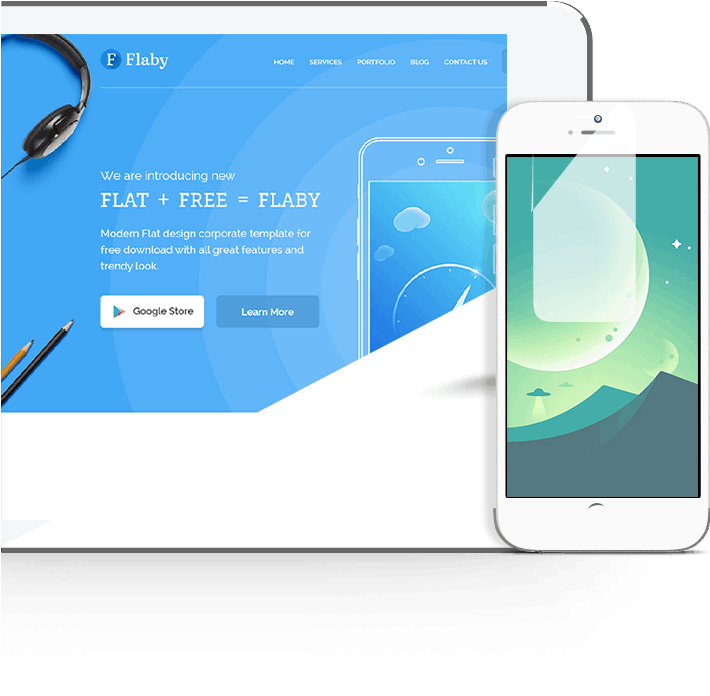 F Flaby
HOME SERVICES PORTFOLIO BLOG CONTACT US
We are introducing new
FLAT + FREE = FLABY
Modern Flat design corporate template for
free download with all great features and
trendy look.
Google Store
Learn More